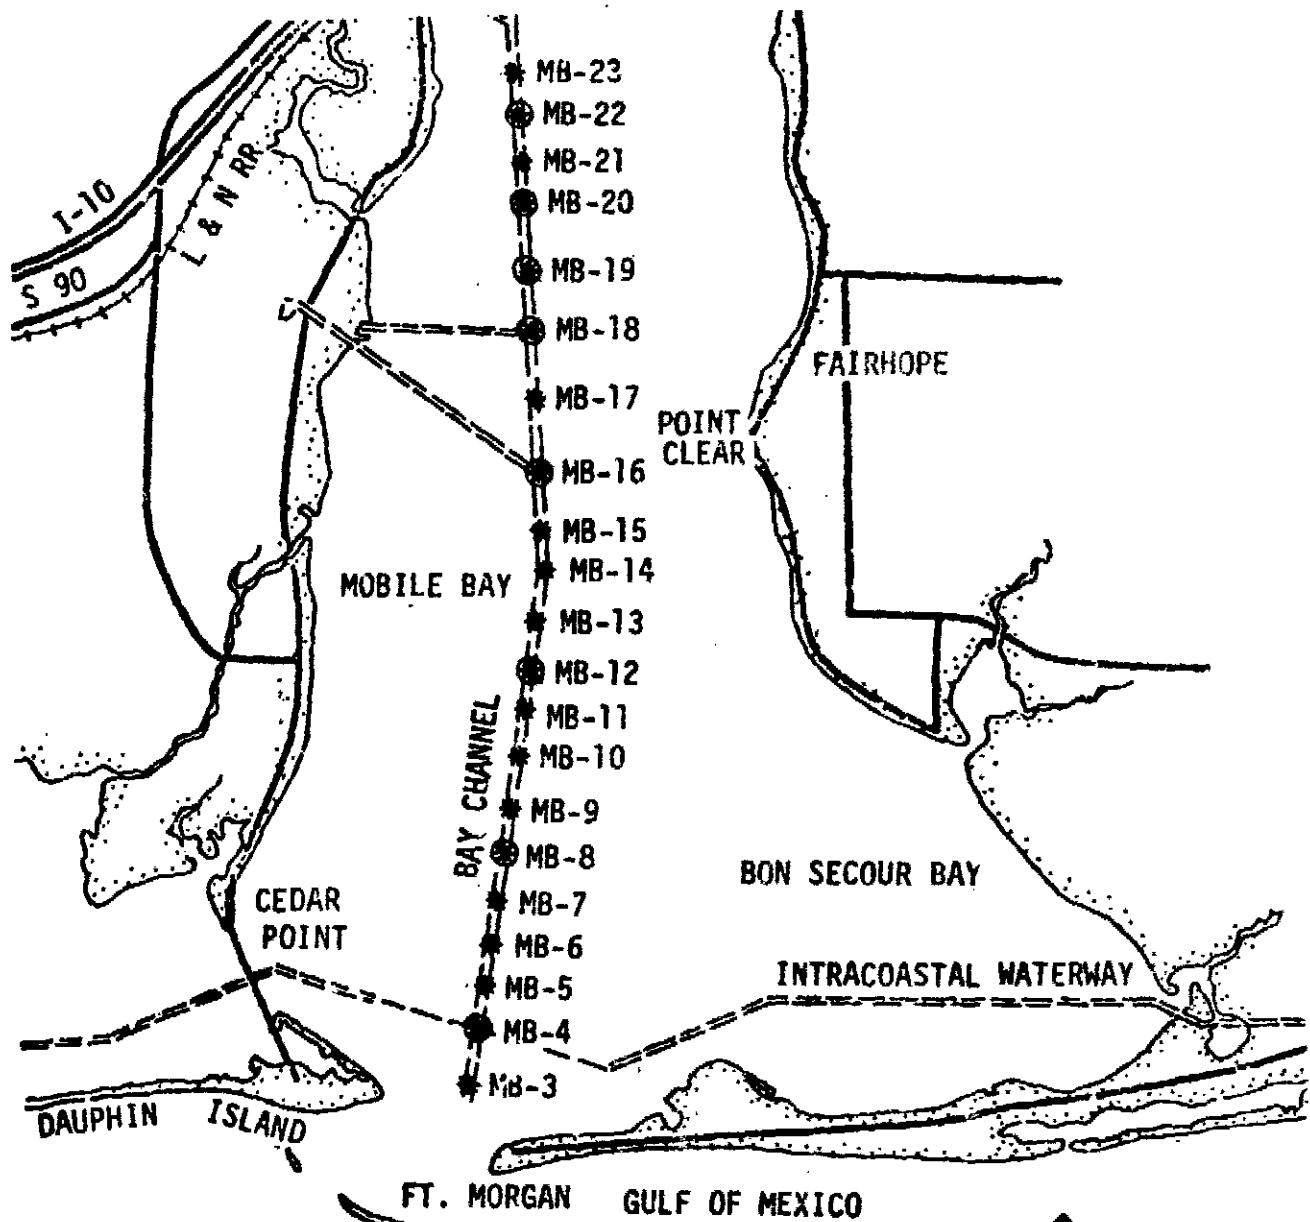 MB-23
MB-22
MB-21
MB-20
MB-19
MB-18
MB-17
MB-16
MB-15
MB-14
MB-13
MB-12
MB-11
MB-10
MB-9
MB-8
MB-7
MB-6
MB-5
MB-4
MB-3
I-10
S 90
L & N RR
FAIRHOPE
POINT
CLEAR
MOBILE BAY
BAY CHANNEL
BON SECOUR BAY
CEDAR
POINT
INTRACOASTAL WATERWAY
DAUPHIN ISLAND
FT. MORGAN
GULF OF MEXICO